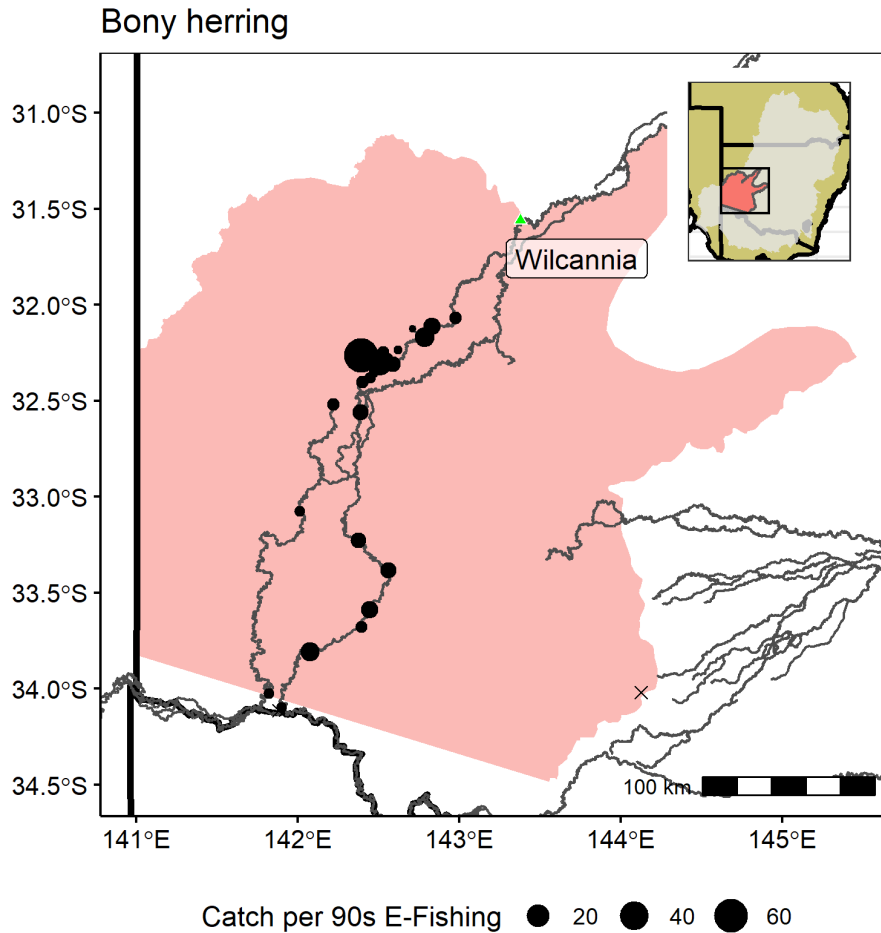 Bony herring
31.0°S
31.5°S
32.0°S
32.5°S
33.0°S
33.5°S
34.0°S
34.5°S
Wilcannia
100 km
141°E 142°E 143°E 144°E 145°E
Catch per 90s E-Fishing 20 40 60